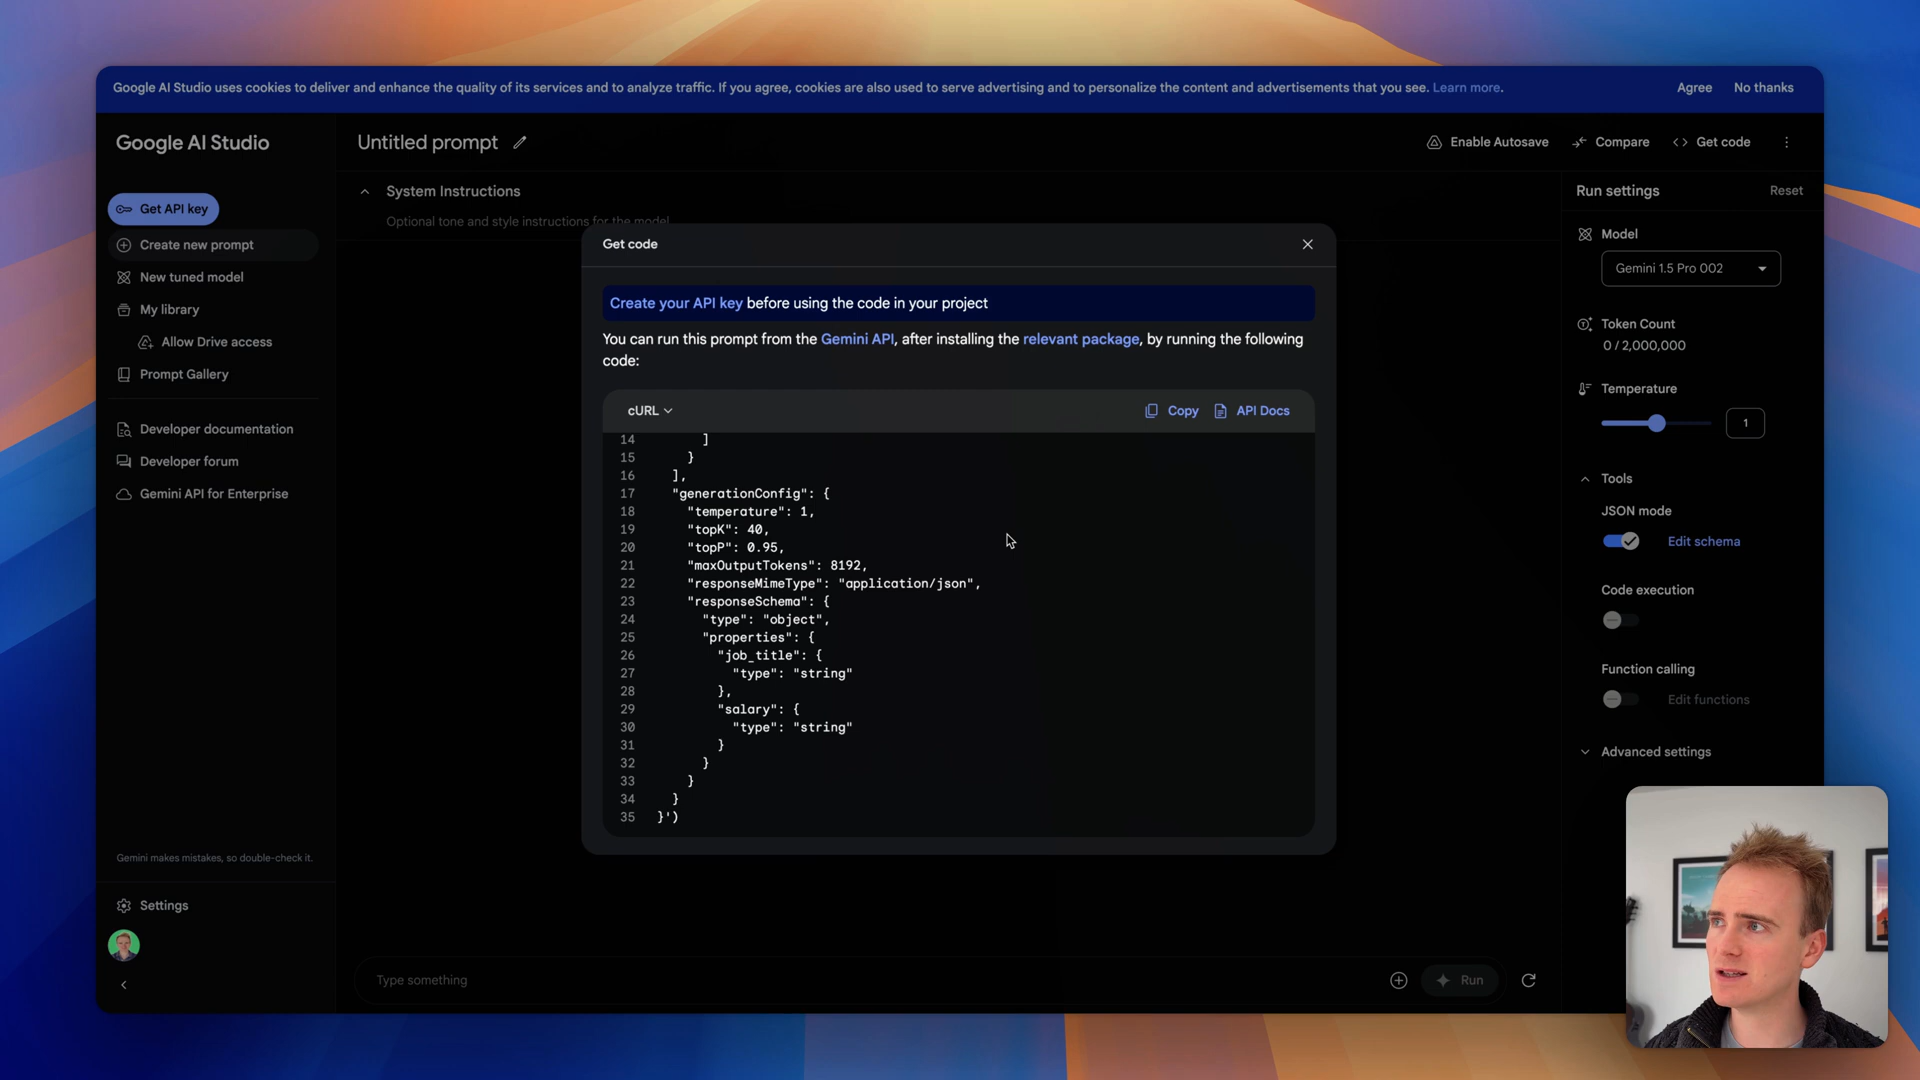 Google AI Studio uses cookies to deliver and enhance the quality of its services and to analyze traffic. If you agree, cookies are also used to serve advertising and to personalize the content and advertisements that you see. Learn more.
Agree
No thanks
Google AI Studio
Untitled prompt
Enable Autosave
Compare
<> Get code
System Instructions
Optional tone and style instructions for the model
Run settings
Reset
Get API key
Create new prompt
New tuned model
My library
Allow Drive access
Prompt Gallery
Developer documentation
Developer forum
Gemini API for Enterprise
Gemini makes mistakes, so double-check it.
Settings
Get code
Create your API key before using the code in your project
You can run this prompt from the Gemini API, after installing the relevant package, by running the following
code:
cURL
Copy
API Docs
14 ]
15 }
16 ],
17 "generationConfig": {
18 "temperature": 1,
19 "topK": 40,
20 "topP": 0.95,
21 "maxOutputTokens": 8192,
22 "responseMimeType": "application/json",
23 "responseSchema": {
24 "type": "object",
25 "properties": {
26 "job_title": {
27 "type": "string"
28 },
29 "salary": {
30 "type": "string"
31 }
32 }
33 }
34 }
35 }')
Model
Gemini 1.5 Pro 002
Token Count
0 / 2,000,000
Temperature
1
Tools
JSON mode
Edit schema
Code execution
Function calling
Edit functions
Advanced settings
Type something
Run